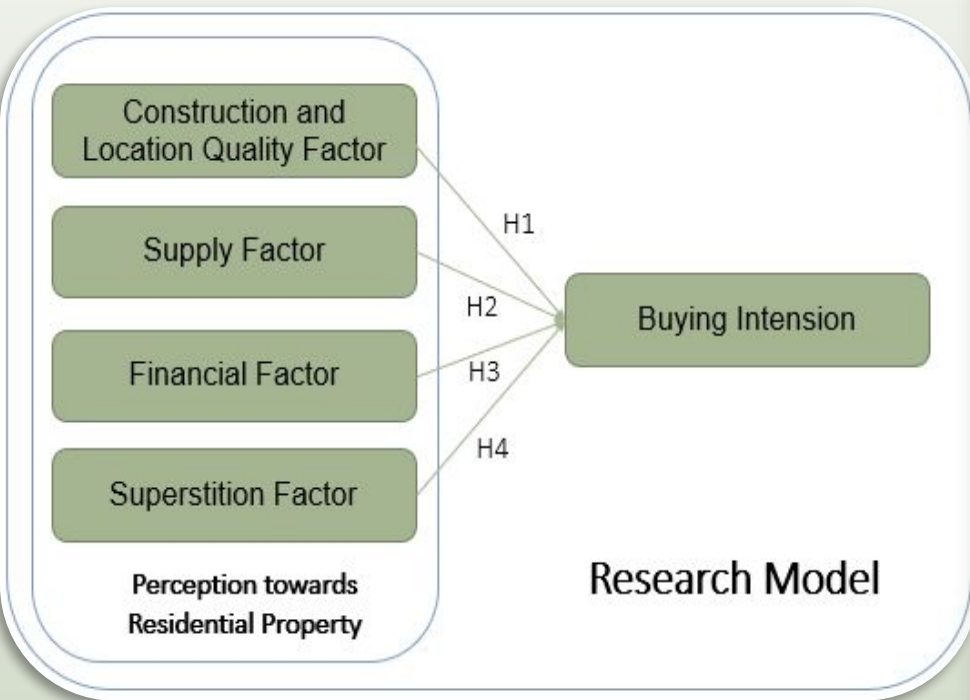 Construction and
Location Quality Factor
H1
Supply Factor
H2
Buying Intension
Financial Factor
H3
H4
Superstition Factor
Perception towards
Residential Property
Research Model